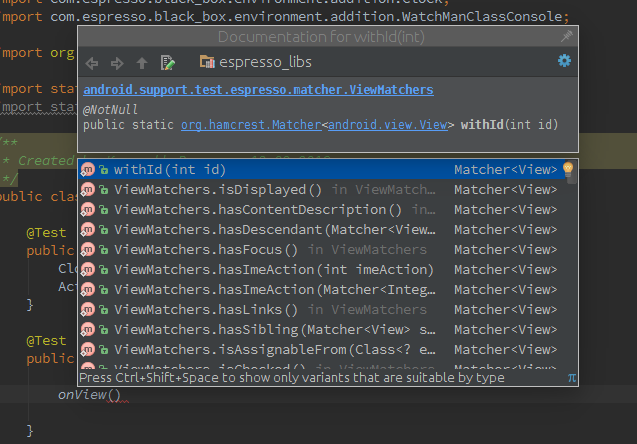 import com.espresso.black_box.environment.addition.Clock;
mport com.espresso.black_box.environment.addition.WatchManClassConsole;
Documentation for withId(int)
mport org
espresso_libs
mport stat
android.support.test.espresso.matcher.ViewMatchers
mport sta
@NotNull
public static org.hamcrest.Matcher<android.view.View> withId(int id)
/**
* Created
*/
withId(int id) Matcher<View>
public clas
ViewMatchers.isDisplayed() in ViewMatch… Matcher<View>
ViewMatchers.hasContentDescription() in… Matcher<View>
@Test
ViewMatchers.hasDescendant(Matcher<View… Matcher<View>
public
ViewMatchers.hasFocus() in ViewMatchers Matcher<View>
Clo
ViewMatchers.hasImeAction(int imeAction) Matcher<View>
Act
ViewMatchers.hasImeAction(Matcher<Integ… Matcher<View>
}
ViewMatchers.hasLinks() in ViewMatchers Matcher<View>
ViewMatchers.hasSibling(Matcher<View> s… Matcher<View>
@Test
ViewMatchers.isAssignableFrom(Class<? e… Matcher<View>
public
ViewMatchers.isChecked() in ViewMatchers Matcher<View>
Press Ctrl+Shift+Space to show only variants that are suitable by type π
onView()
}